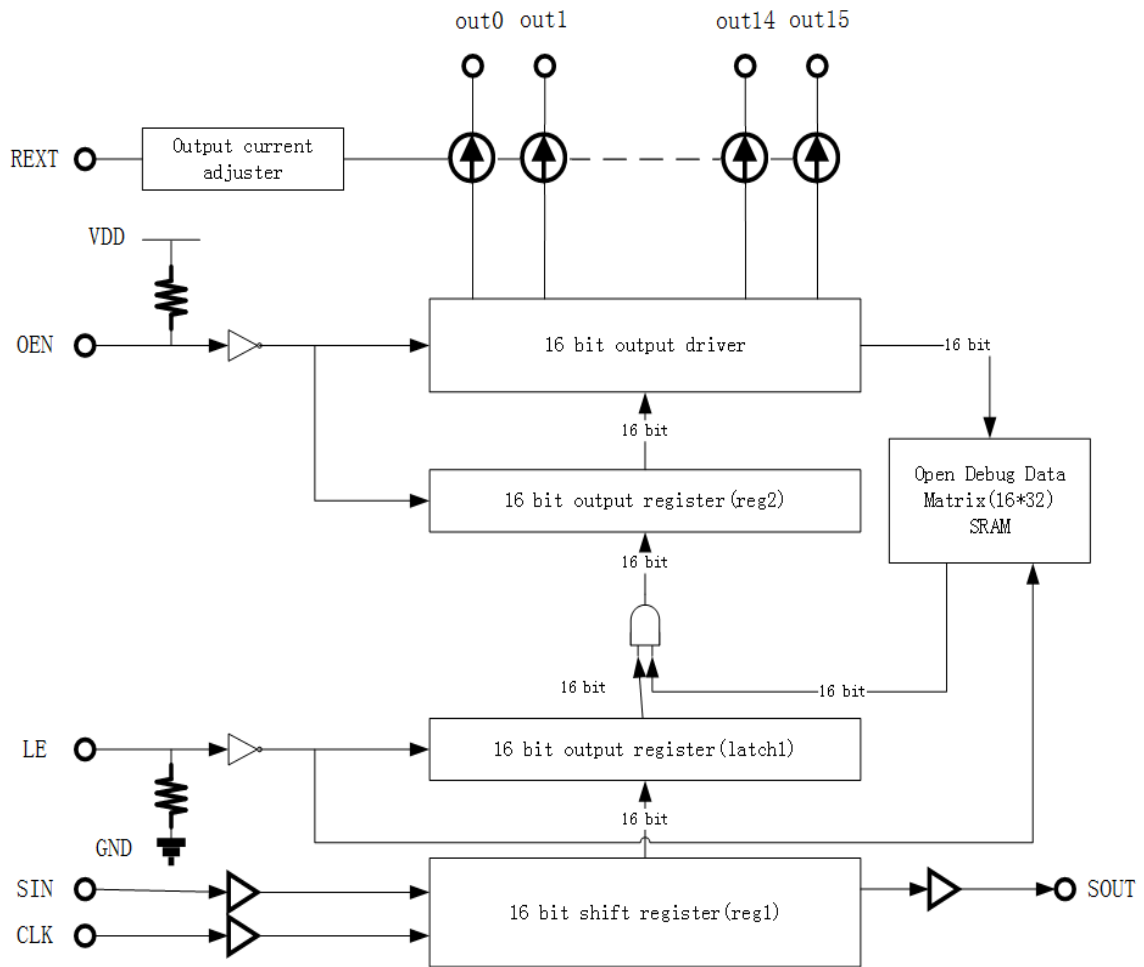 out0 out1 out14 out15
REXT
Output current
adjuster
VDD
OEN
16 bit output driver
16 bit
16 bit
Open Debug Data
Matrix(16*32)
SRAM
16 bit output register(reg2)
16 bit
16 bit
16 bit
LE
16 bit output register(latch1)
16 bit
GND
SIN
16 bit shift register(reg1)
SOUT
CLK